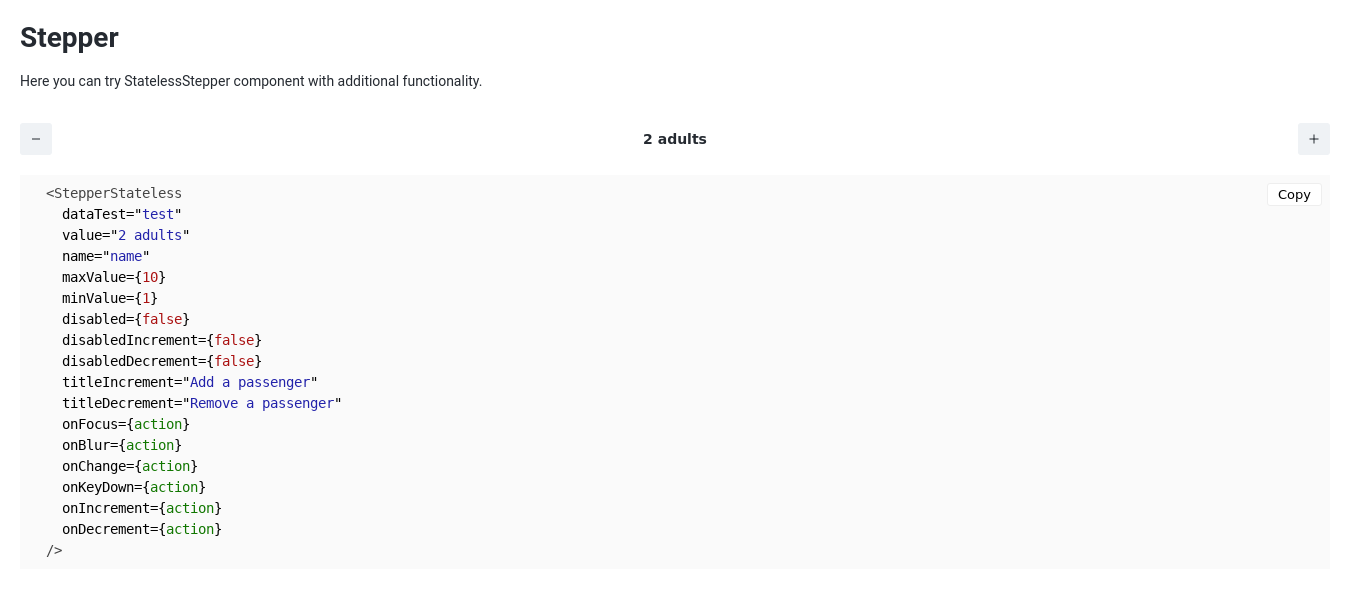 Stepper
Here you can try StatelessStepper component with additional functionality.
− 2 adults +
Copy
<StepperStateless
  dataTest="test"
  value="2 adults"
  name="name"
  maxValue={10}
  minValue={1}
  disabled={false}
  disabledIncrement={false}
  disabledDecrement={false}
  titleIncrement="Add a passenger"
  titleDecrement="Remove a passenger"
  onFocus={action}
  onBlur={action}
  onChange={action}
  onKeyDown={action}
  onIncrement={action}
  onDecrement={action}
/>